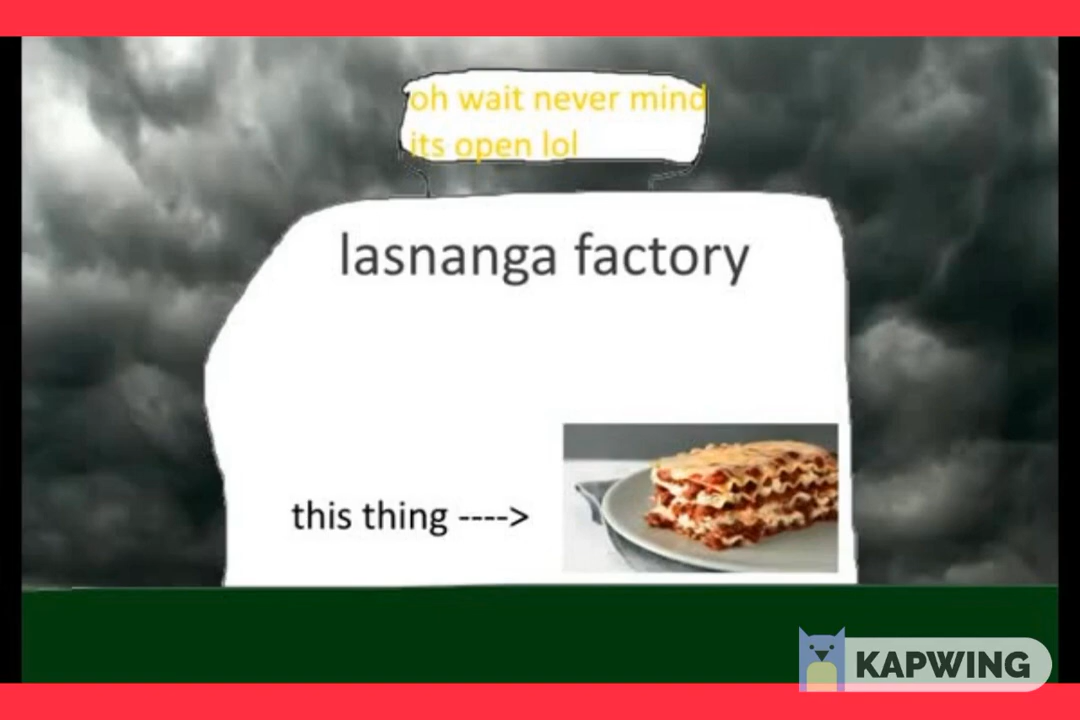 oh wait never mind
its open lol
lasnanga factory
this thing ---->
KAPWING